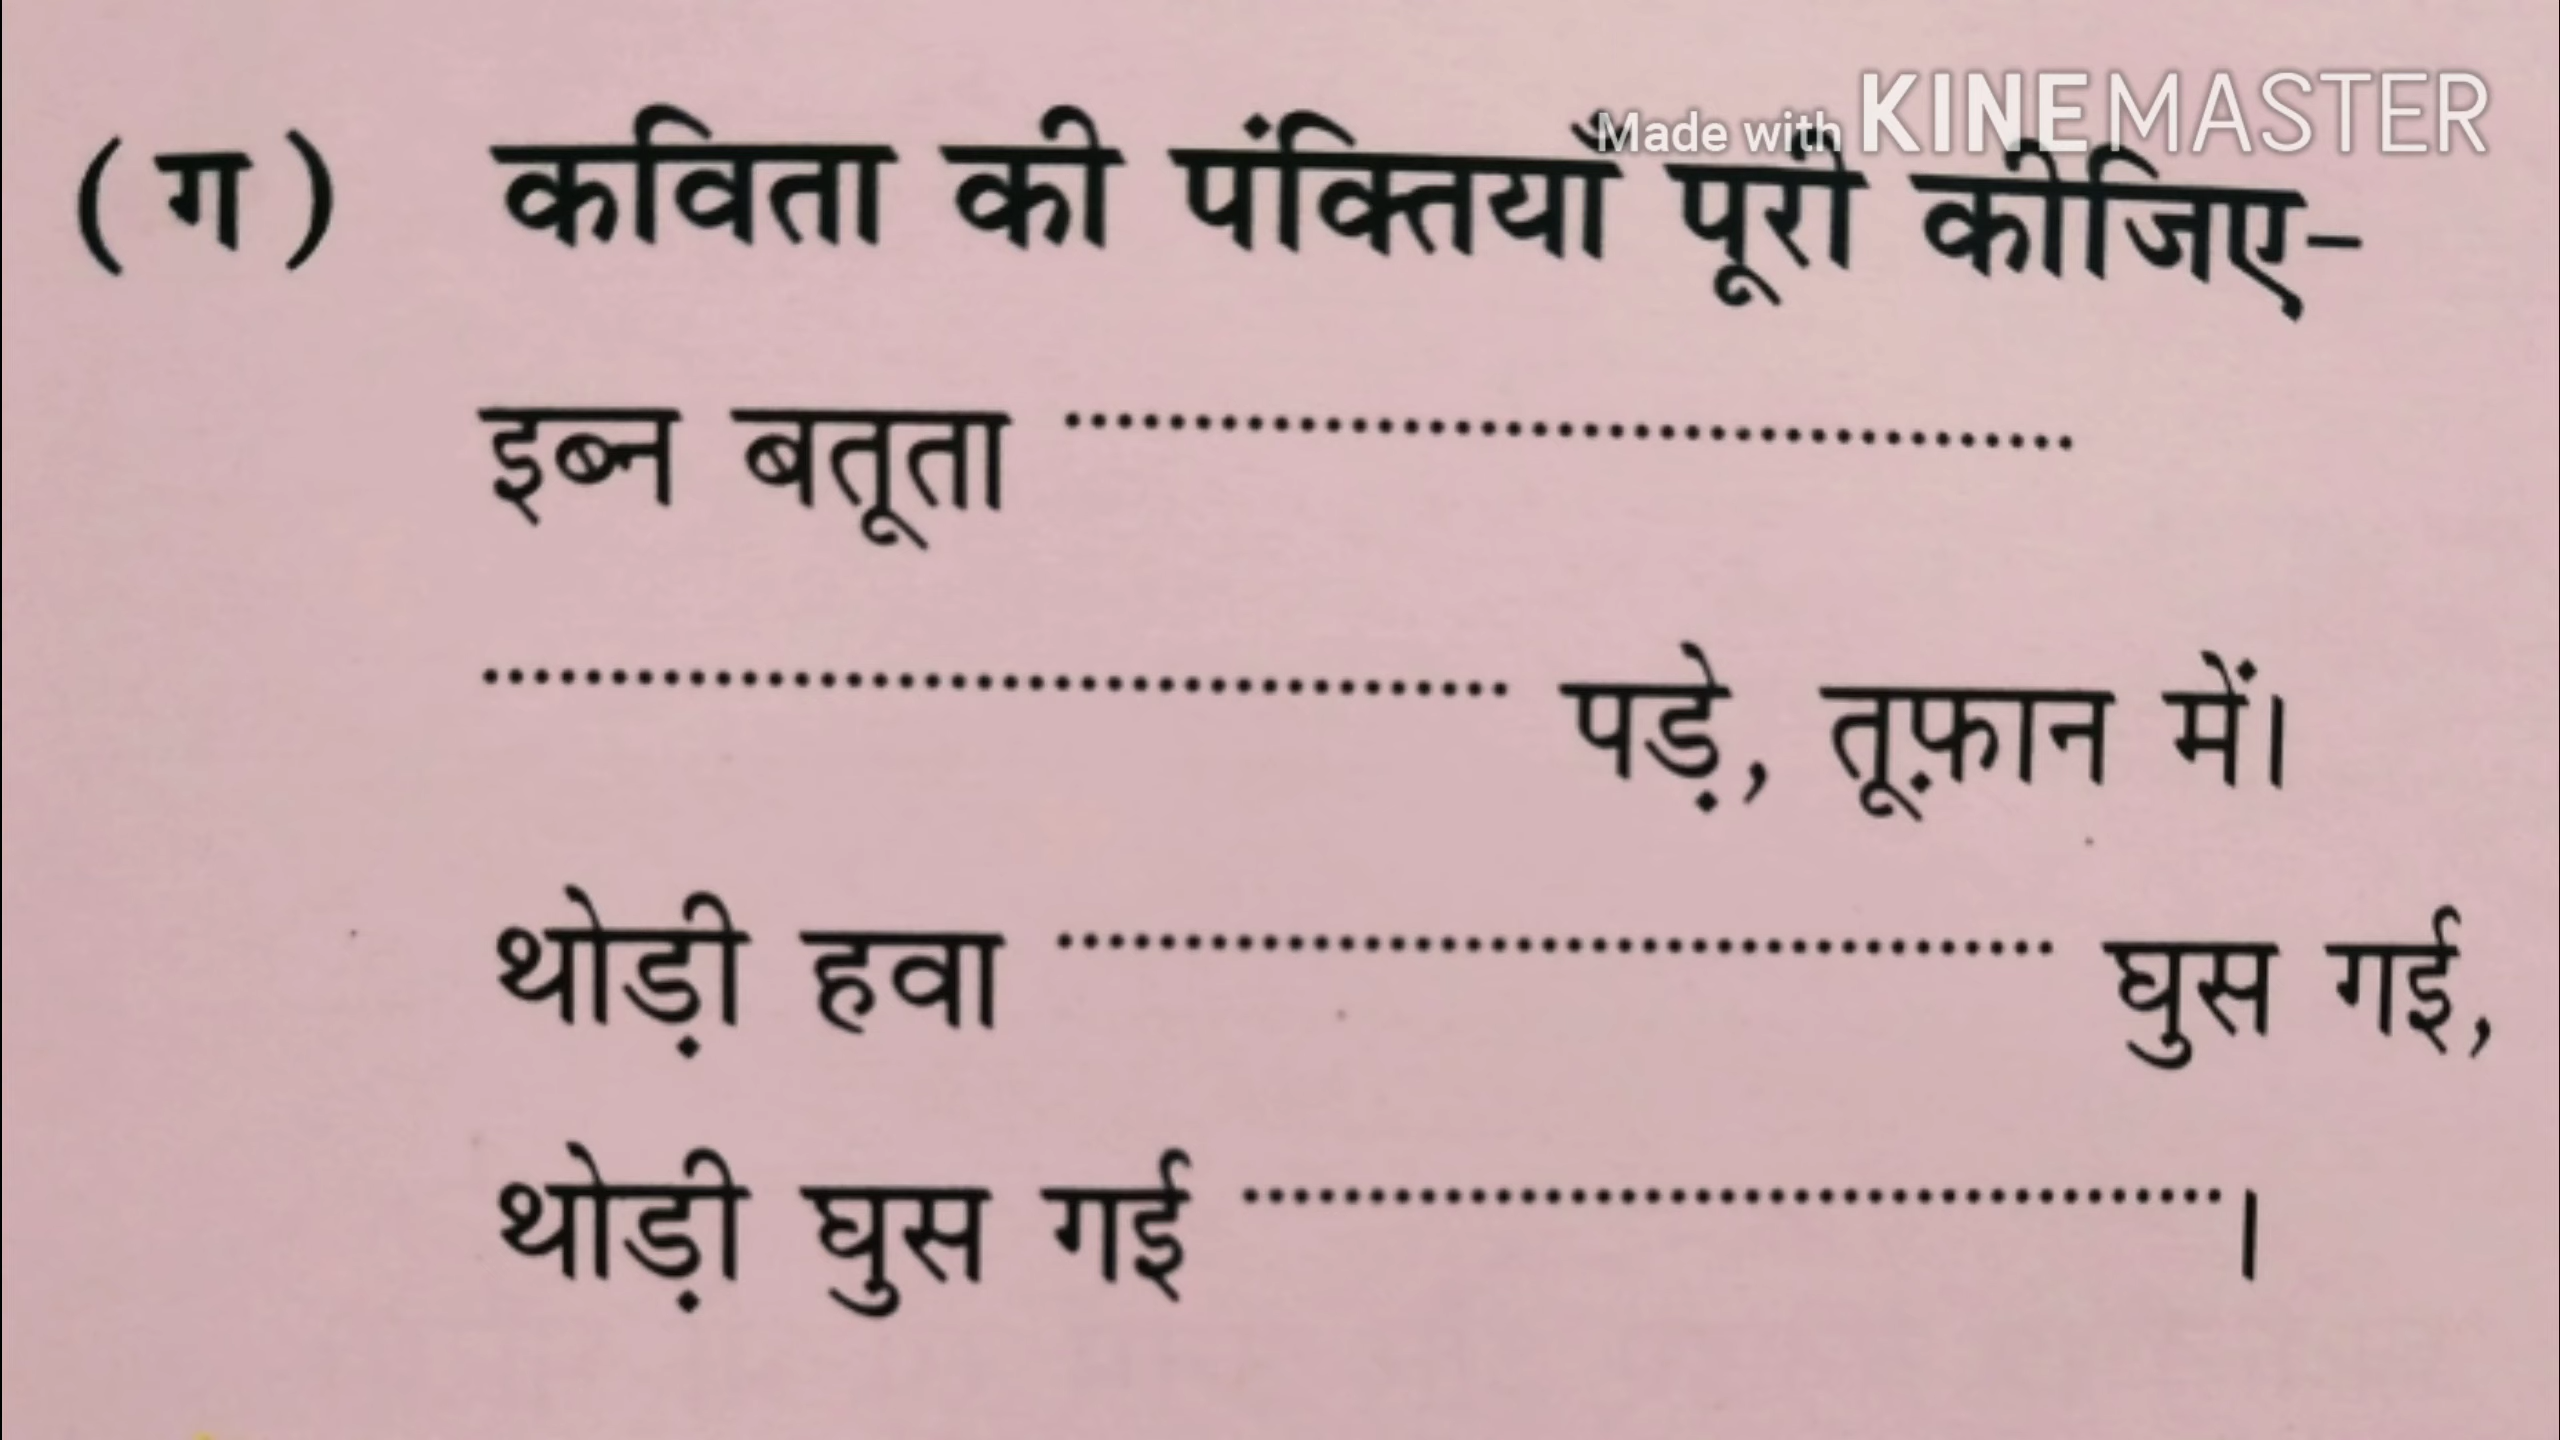 Made with KINEMASTER
(ग) कविता की पंक्तियाँ पूरी कीजिए-
इब्न बतूता ........................................
........................................ पड़े, तूफ़ान में।
थोड़ी हवा ....................................... घुस गई,
थोड़ी घुस गई .......................................।